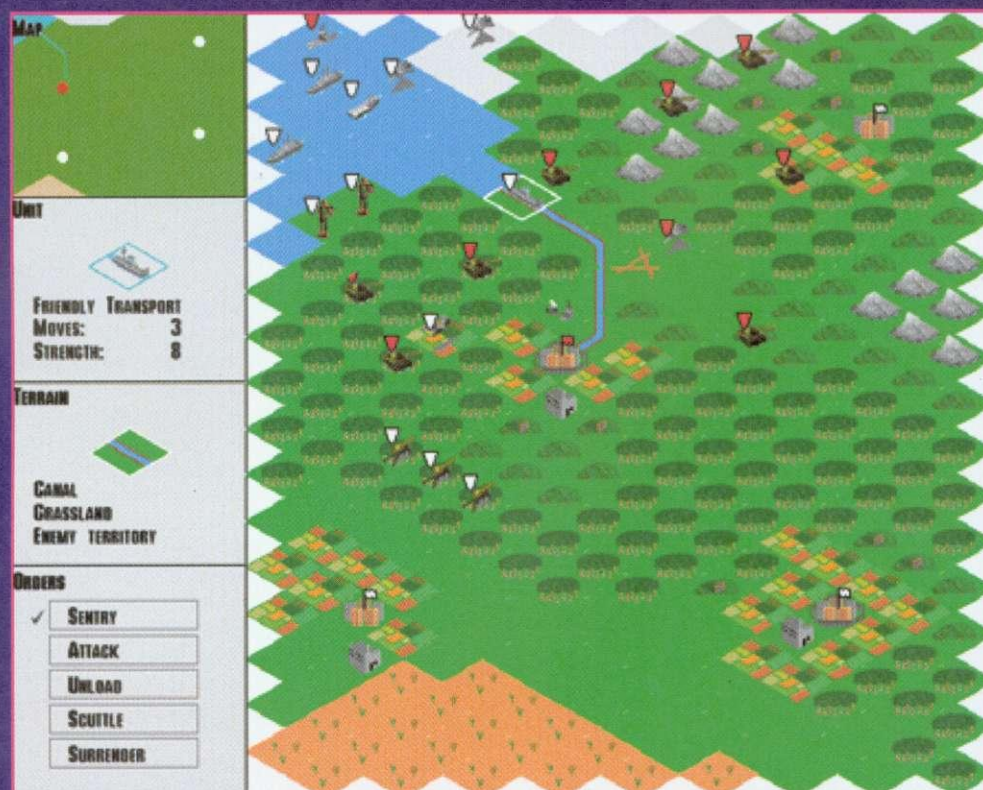 MAP
UNIT
FRIENDLY TRANSPORT
MOVES: 3
STRENGTH: 8
TERRAIN
CANAL
GRASSLAND
ENEMY TERRITORY
ORDERS
✓ SENTRY
ATTACK
UNLOAD
SCUTTLE
SURRENDER